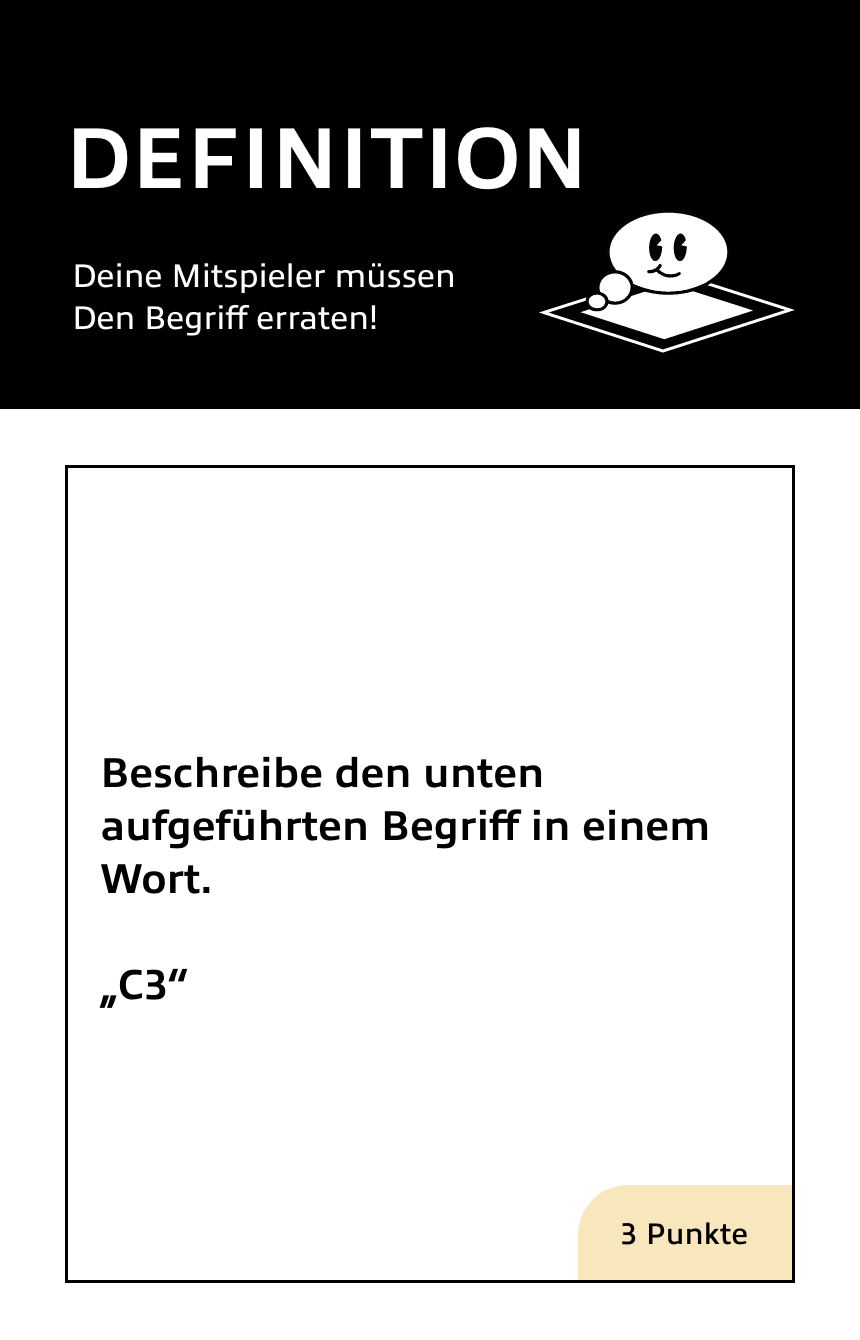 DEFINITION
Deine Mitspieler müssen
Den Begriff erraten!
Beschreibe den unten
aufgeführten Begriff in einem
Wort.
„C3“
3 Punkte